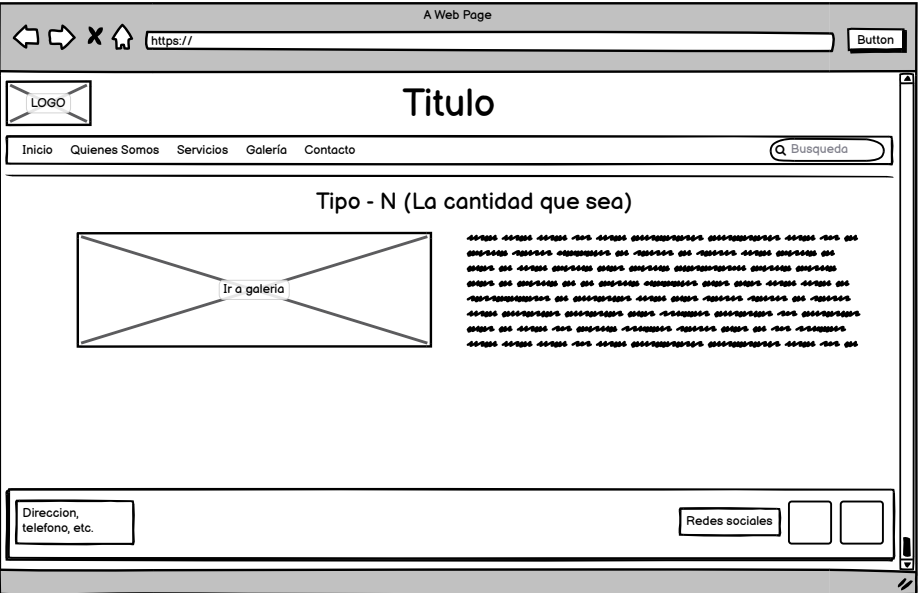 A Web Page
https://
Button
LOGO
Titulo
Inicio Quienes Somos Servicios Galería Contacto
Busqueda
Tipo - N (La cantidad que sea)
Ir a galeria
Direccion,
telefono, etc.
Redes sociales